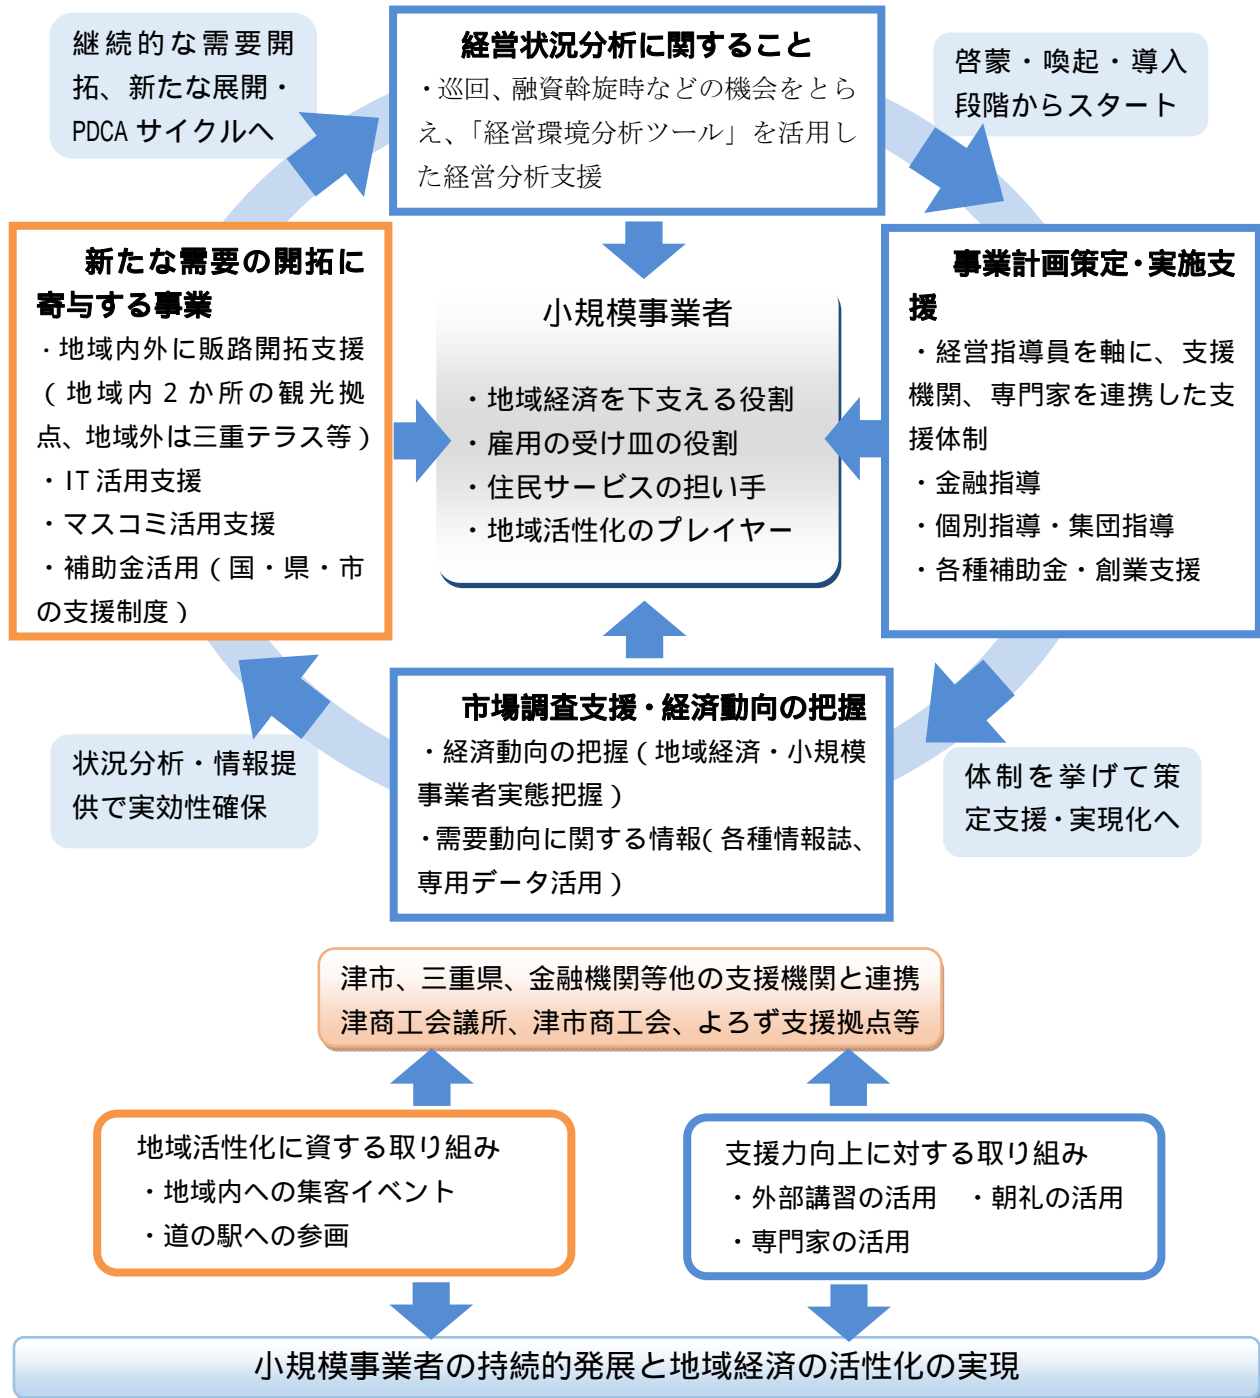 継続的な需要開
拓、新たな展開・
PDCA サイクルへ
経営状況分析に関すること
・巡回、融資斡旋時などの機会をとら
え、「経営環境分析ツール」を活用し
た経営分析支援
啓蒙・喚起・導入
段階からスタート
新たな需要の開拓に
寄与する事業
・地域内外に販路開拓支援
（地域内２か所の観光拠
点、地域外は三重テラス等）
・IT 活用支援
・マスコミ活用支援
・補助金活用（国・県・市
の支援制度）
小規模事業者
・地域経済を下支える役割
・雇用の受け皿の役割
・住民サービスの担い手
・地域活性化のプレイヤー
事業計画策定・実施支
援
・経営指導員を軸に、支援
機関、専門家を連携した支
援体制
・金融指導
・個別指導・集団指導
・各種補助金・創業支援
状況分析・情報提
供で実効性確保
市場調査支援・経済動向の把握
・経済動向の把握（地域経済・小規模
事業者実態把握）
・需要動向に関する情報（各種情報誌、
専用データ活用）
体制を挙げて策
定支援・実現化へ
津市、三重県、金融機関等他の支援機関と連携
津商工会議所、津市商工会、よろず支援拠点等
地域活性化に資する取り組み
・地域内への集客イベント
・道の駅への参画
支援力向上に対する取り組み
・外部講習の活用　・朝礼の活用
・専門家の活用
小規模事業者の持続的発展と地域経済の活性化の実現